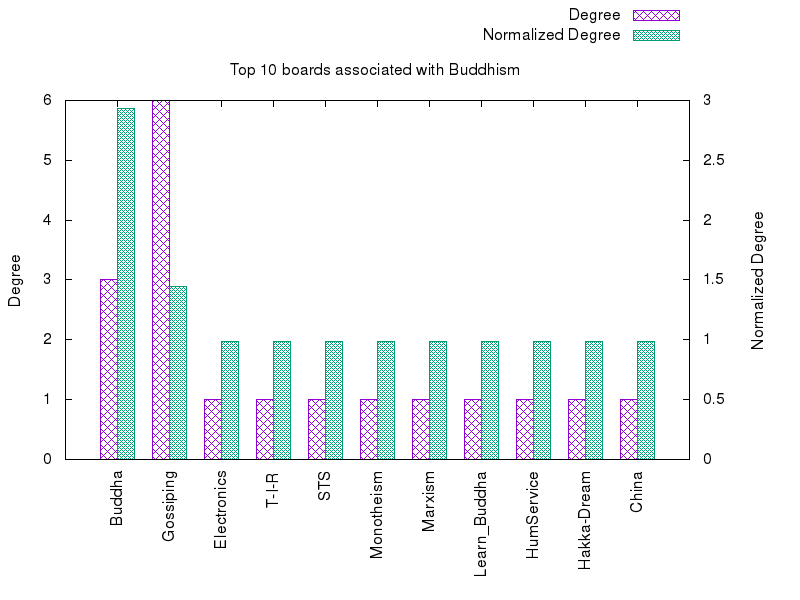 Degree
Normalized Degree
Top 10 boards associated with Buddhism
6 3
5 2.5
4 2
3 1.5
2 1
1 0.5
0 0
Degree
Normalized Degree
Buddha
Gossiping
Electronics
T-I-R
STS
Monotheism
Marxism
Learn_Buddha
HumService
Hakka-Dream
China